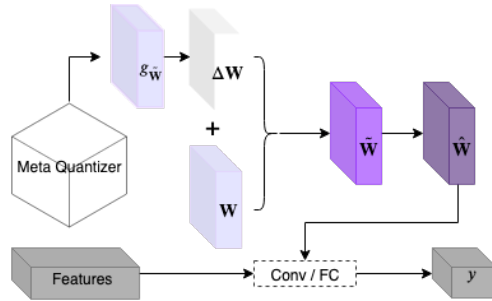 g_W̃
ΔW
+
Meta Quantizer
W
W̃
Ŵ
Features
Conv / FC
y